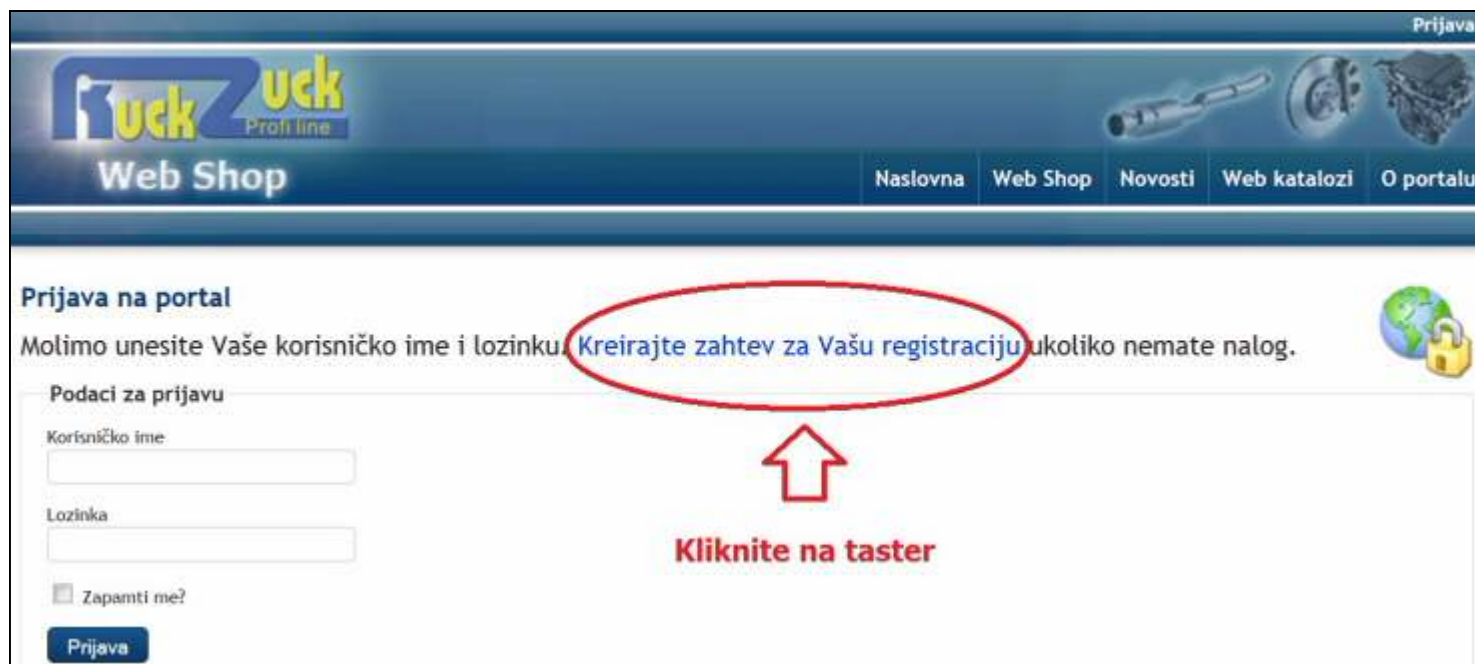 Prijava
Ruck Zuck
Profi line
Web Shop
Naslovna Web Shop Novosti Web katalozi O portalu
Prijava na portal
Molimo unesite Vaše korisničko ime i lozinku. Kreirajte zahtev za Vašu registraciju ukoliko nemate nalog.
Podaci za prijavu
Korisničko ime
Lozinka
Kliknite na taster
Zapamti me?
Prijava